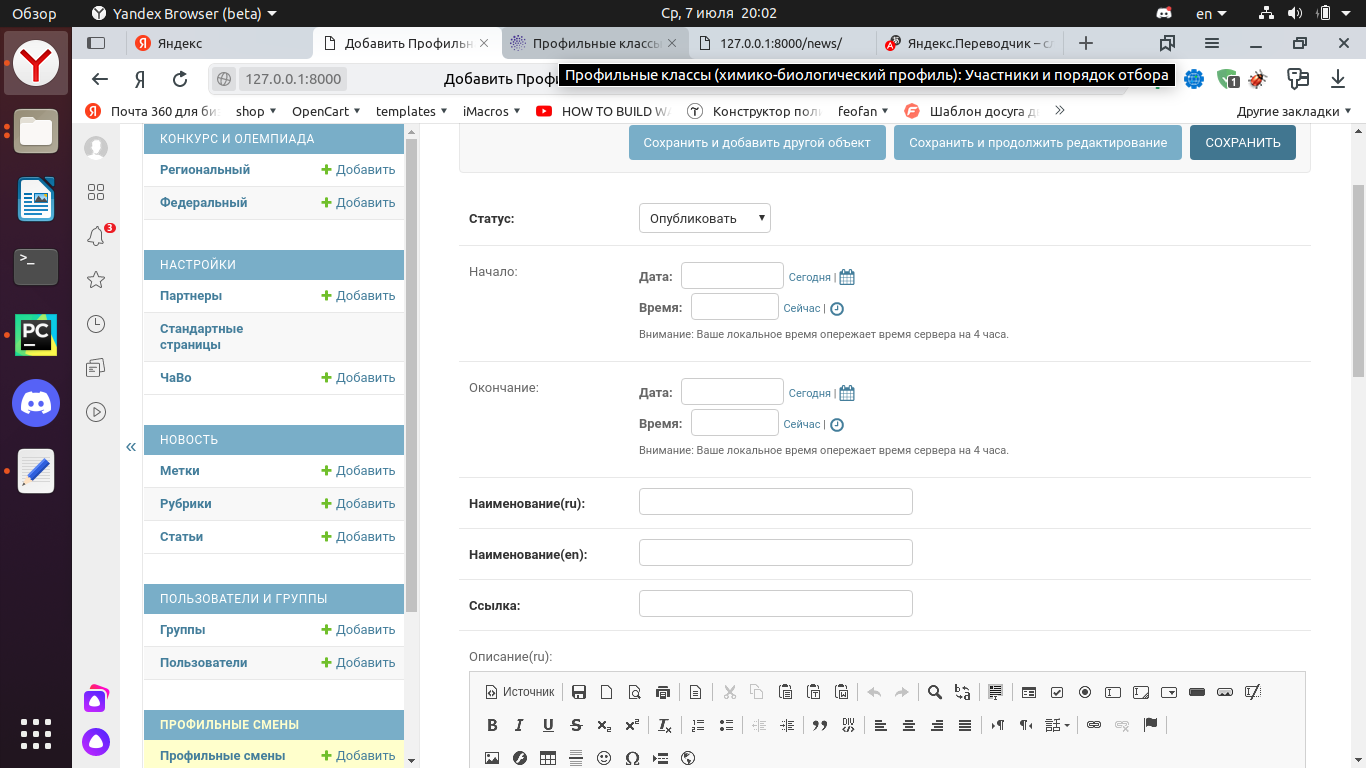 Обзор Yandex Browser (beta) Ср, 7 июля 20:02 en
Яндекс Добавить Профильн Профильные классы 127.0.0.1:8000/news/ Яндекс.Переводчик – сл
Я 127.0.0.1:8000 Добавить Профи
Профильные классы (химико-биологический профиль): Участники и порядок отбора
1
Почта 360 для би shop OpenCart templates iMacros HOW TO BUILD WA Конструктор пол feofan Шаблон досуга д Другие закладки
3
КОНКУРС И ОЛЕМПИАДА
Региональный Добавить
Федеральный Добавить
НАСТРОЙКИ
Партнеры Добавить
Стандартные
страницы
ЧаВо Добавить
НОВОСТЬ
Метки Добавить
Рубрики Добавить
Статьи Добавить
ПОЛЬЗОВАТЕЛИ И ГРУППЫ
Группы Добавить
Пользователи Добавить
ПРОФИЛЬНЫЕ СМЕНЫ
Профильные смены Добавить
«
Сохранить и добавить другой объект Сохранить и продолжить редактирование СОХРАНИТЬ
Статус: Опубликовать
Начало: Дата: Сегодня |
Время: Сейчас |
Внимание: Ваше локальное время опережает время сервера на 4 часа.
Окончание: Дата: Сегодня |
Время: Сейчас |
Внимание: Ваше локальное время опережает время сервера на 4 часа.
Наименование(ru):
Наименование(en):
Ссылка:
Описание(ru):
Источник
B I U S x₂ x² Ix DIV
Ω